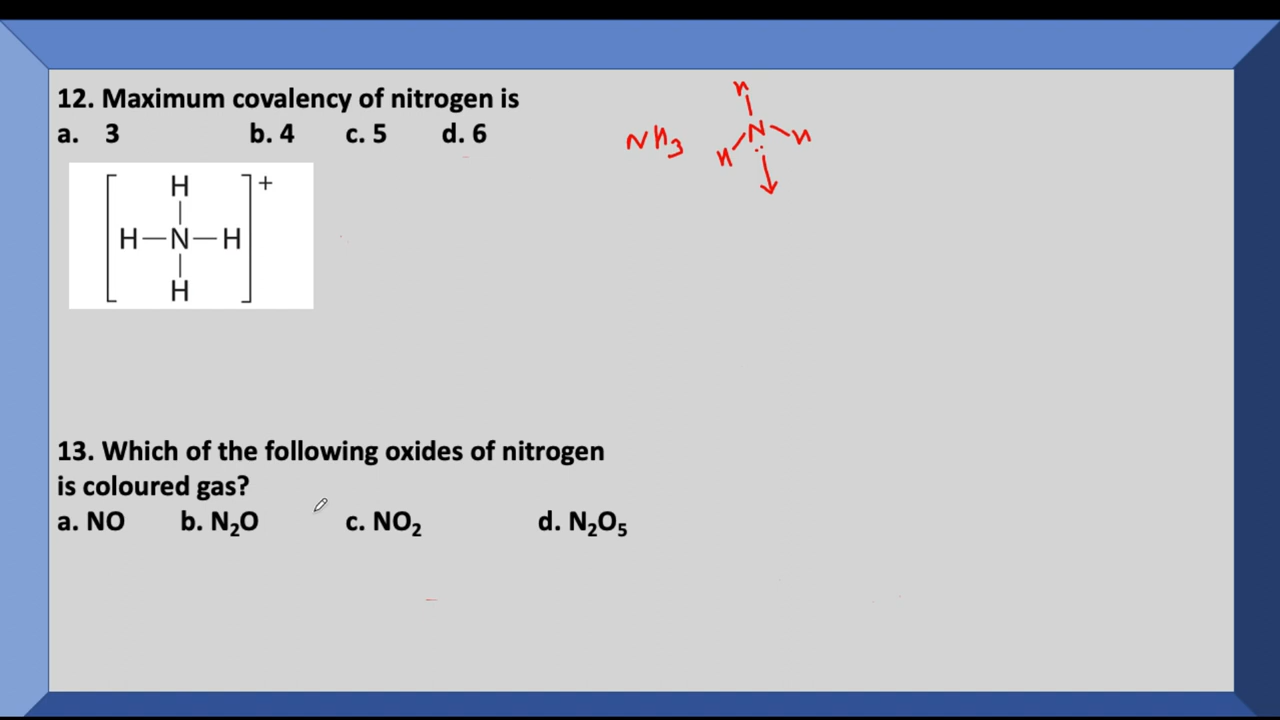 12. Maximum covalency of nitrogen is
a. 3 b. 4 c. 5 d. 6
NH3
H
N
H H
H
H—N—H
H
+
13. Which of the following oxides of nitrogen
is coloured gas?
a. NO b. N₂O c. NO₂ d. N₂O₅